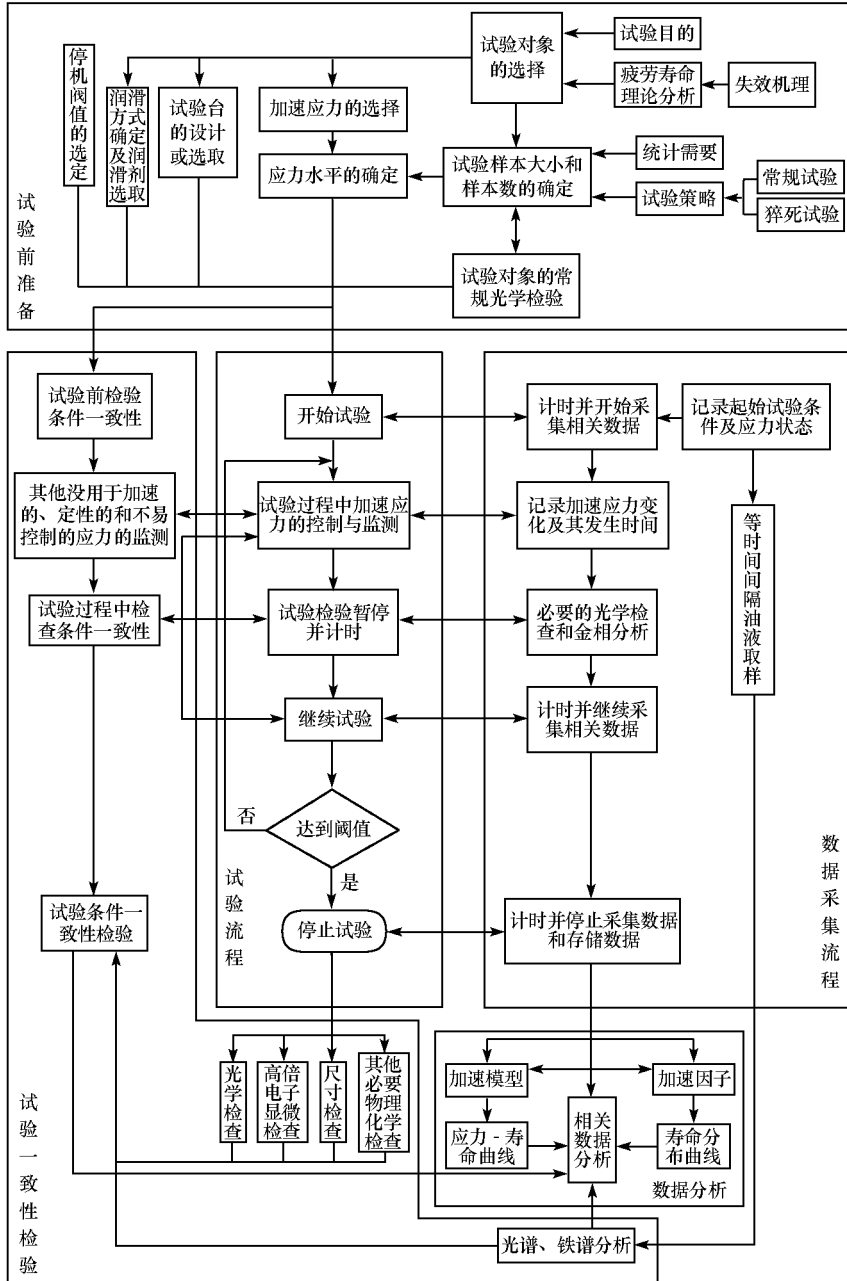 试验对象
的选择
试验目的
疲劳寿命
理论分析
失效机理
停机阀值的选定
润滑
方式
确定
及润
滑剂
选取
试验台
的设计
或选取
加速应力的选择
应力水平的确定
试验样本大小和
样本数的确定
统计需要
试验策略
常规试验
猝死试验
试验对象的常
规光学检验
试验前准备
试验前检验
条件一致性
开始试验
计时并开始采
集相关数据
记录起始试验条
件及应力状态
其他没用于加速
的、定性的和不易
控制的应力的监测
试验过程中加速应
力的控制与监测
记录加速应力变
化及其发生时间
等时间间隔油液取样
试验过程中检
查条件一致性
试验检验暂停
并计时
必要的光学检
查和金相分析
继续试验
计时并继续采
集相关数据
否
达到阈值
是
试验流程
数据采集流程
试验条件一
致性检验
停止试验
计时并停止采集数据
和存储数据
光学检查
高倍
电子
显微
检查
尺寸检查
其他
必要
物理
化学
检查
加速模型
加速因子
应力-寿
命曲线
相关
数据
分析
寿命分
布曲线
数据分析
光谱、铁谱分析
试验一致性检验